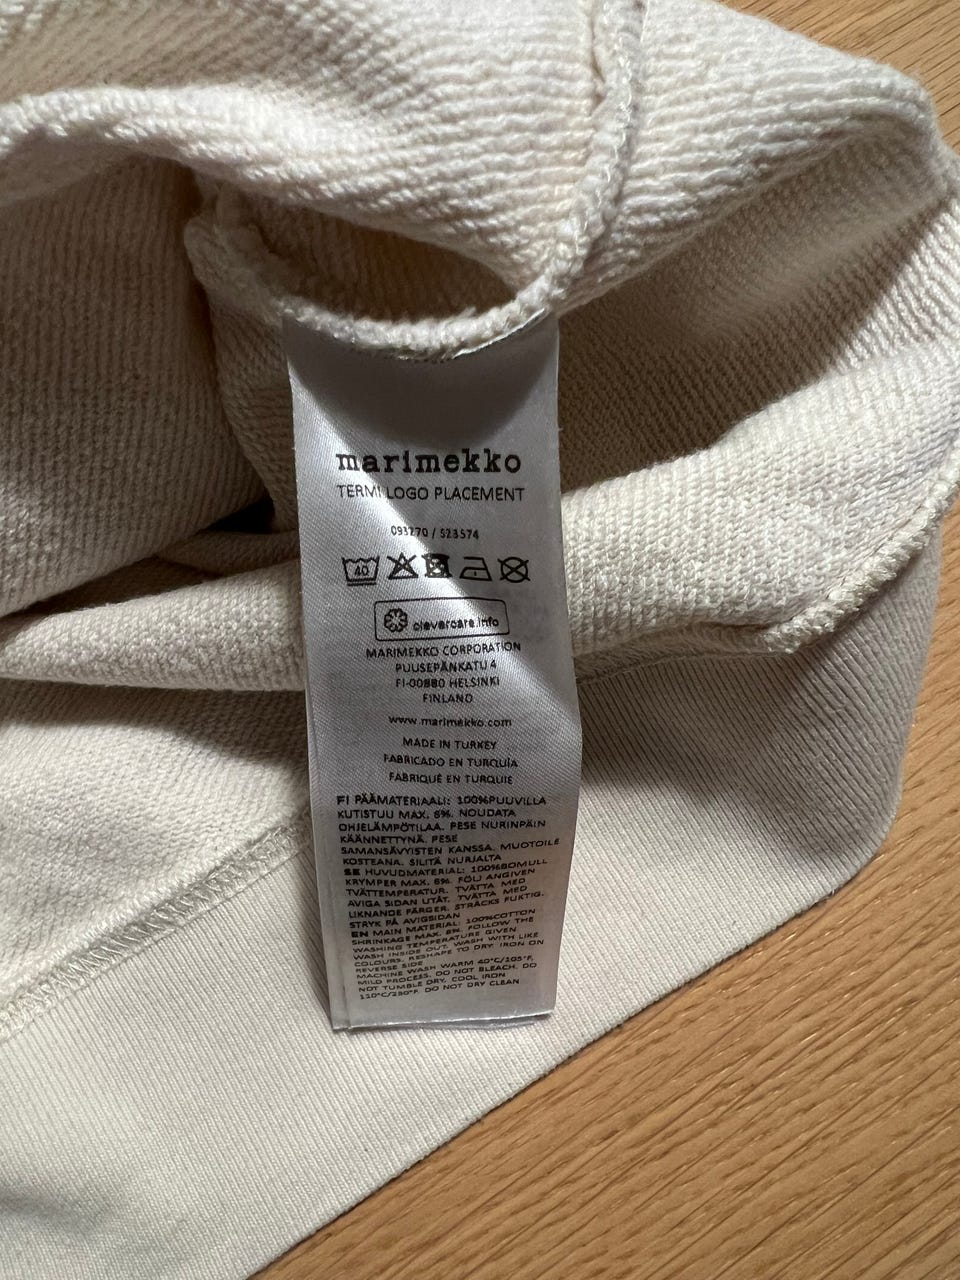 marimekko
TERMI LOGO PLACEMENT
093270 / S23574
40
clevercare.info
MARIMEKKO CORPORATION
PUUSEPÄNKATU 4
FI-00880 HELSINKI
FINLAND
www.marimekko.com
MADE IN TURKEY
FABRICADO EN TURQUÍA
FABRIQUÉ EN TURQUIE
FI PÄÄMATERIAALI: 100%PUUVILLA
KUTISTUU MAX. 8%. NOUDATA
OHJELÄMPÖTILAA. PESE NURINPÄIN
KÄÄNNETTYNÄ. PESE
SAMANSÄVYISTEN KANSSA. MUOTOILE
KOSTEANA. SILITÄ NURJALTA
SE HUVUDMATERIAL: 100%BOMULL
KRYMPER MAX. 8%. FÖLJ ANGIVEN
TVÄTTEMPERATUR. TVÄTTA MED
AVIGA SIDAN UTÅT. TVÄTTA MED
LIKNANDE FÄRGER. STRÄCKS FUKTIG.
STRYK PÅ AVIGSIDAN
EN MAIN MATERIAL: 100%COTTON
SHRINKAGE MAX. 8%. FOLLOW THE
WASHING TEMPERATURE GIVEN
WASH INSIDE OUT. WASH WITH LIKE
COLOURS. RESHAPE TO DRY. IRON ON
REVERSE SIDE
MACHINE WASH WARM 40°C/105°F,
MILD PROCESS. DO NOT BLEACH. DO
NOT TUMBLE DRY. COOL IRON
110°C/230°F. DO NOT DRY CLEAN